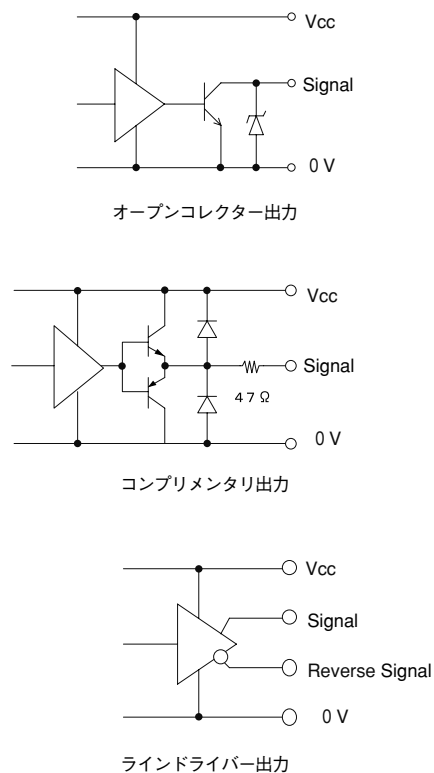 Vcc
Signal
0 V
オープンコレクター出力
Vcc
Signal
47Ω
0 V
コンプリメンタリ出力
Vcc
Signal
Reverse Signal
0 V
ラインドライバー出力